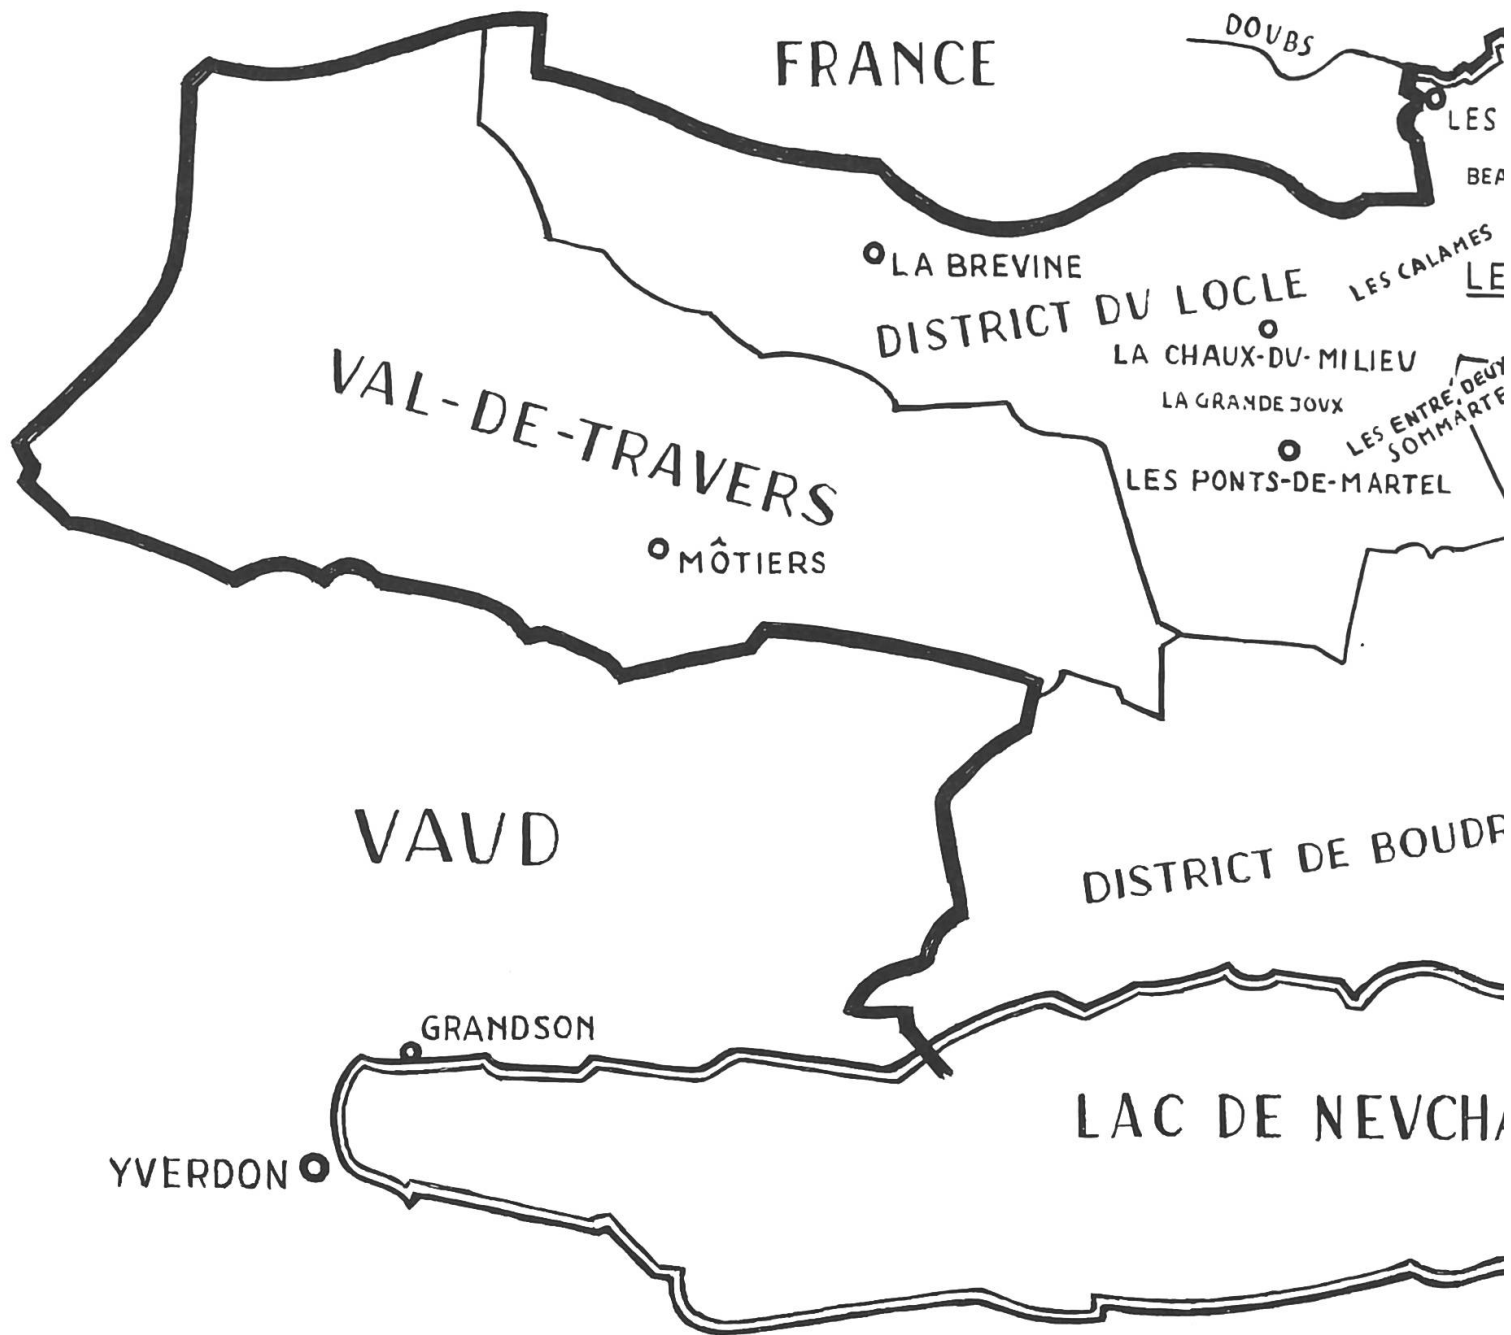 DOUBS
FRANCE
LES
BEA
LES CALAMES
LE
LA BREVINE
DISTRICT DU LOCLE
LA CHAUX-DU-MILIEU
LA GRANDE JOUX
LES ENTRE DEUX
SOMMARTE
LES PONTS-DE-MARTEL
VAL-DE-TRAVERS
MÔTIERS
VAUD
DISTRICT DE BOUDR
GRANDSON
LAC DE NEUCHA
YVERDON